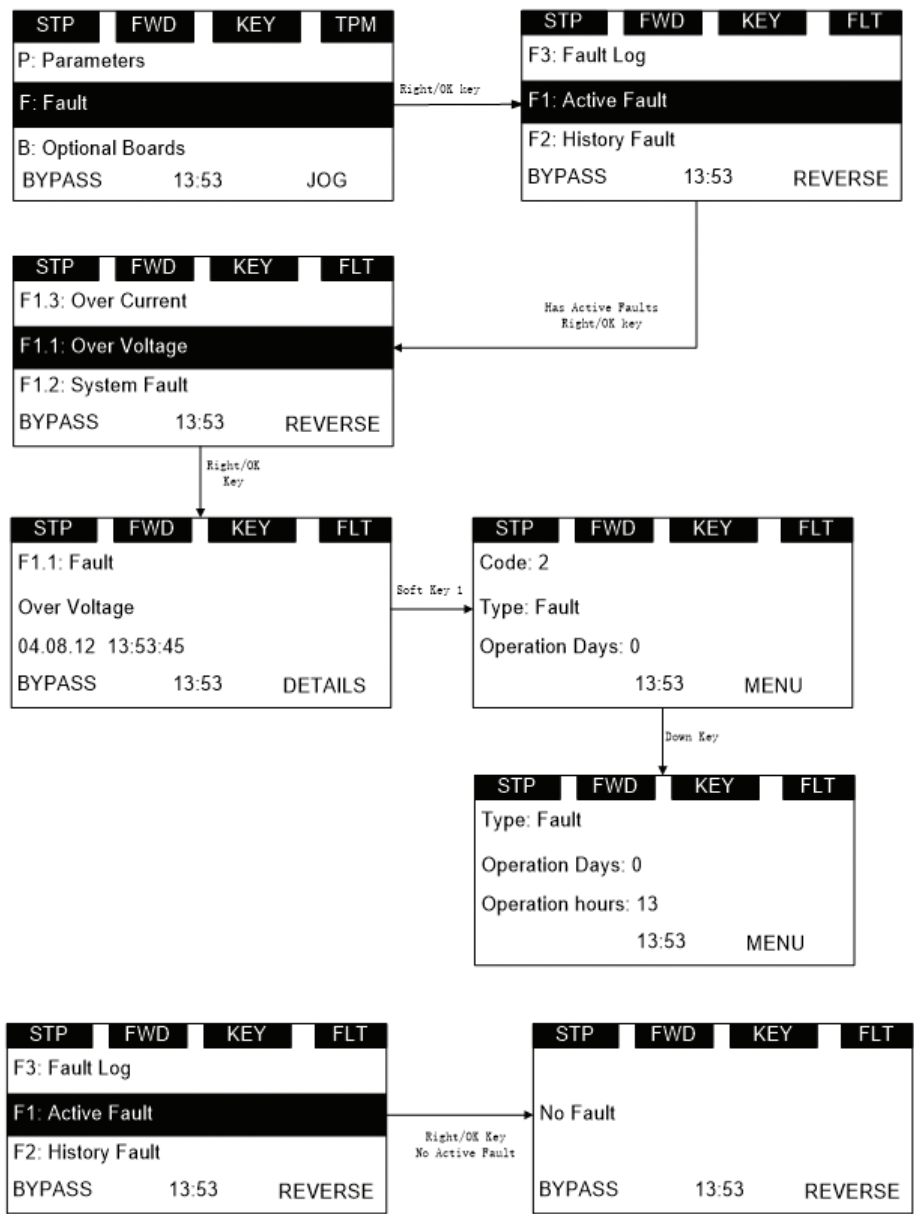 STP FWD KEY TPM
P: Parameters
F: Fault
B: Optional Boards
BYPASS 13:53 JOG
Right/OK key
STP FWD KEY FLT
F3: Fault Log
F1: Active Fault
F2: History Fault
BYPASS 13:53 REVERSE
Has Active Faults
Right/OK key
STP FWD KEY FLT
F1.3: Over Current
F1.1: Over Voltage
F1.2: System Fault
BYPASS 13:53 REVERSE
Right/OK
Key
STP FWD KEY FLT
F1.1: Fault
Over Voltage
04.08.12 13:53:45
BYPASS 13:53 DETAILS
Soft Key 1
STP FWD KEY FLT
Code: 2
Type: Fault
Operation Days: 0
13:53 MENU
Down Key
STP FWD KEY FLT
Type: Fault
Operation Days: 0
Operation hours: 13
13:53 MENU
STP FWD KEY FLT
F3: Fault Log
F1: Active Fault
F2: History Fault
BYPASS 13:53 REVERSE
Right/OK Key
No Active Fault
STP FWD KEY FLT
No Fault
BYPASS 13:53 REVERSE